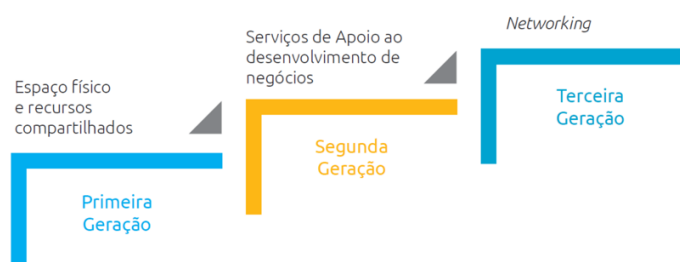 Espaço físico
e recursos
compartilhados
Primeira
Geração
Serviços de Apoio ao
desenvolvimento de
negócios
Segunda
Geração
Networking
Terceira
Geração